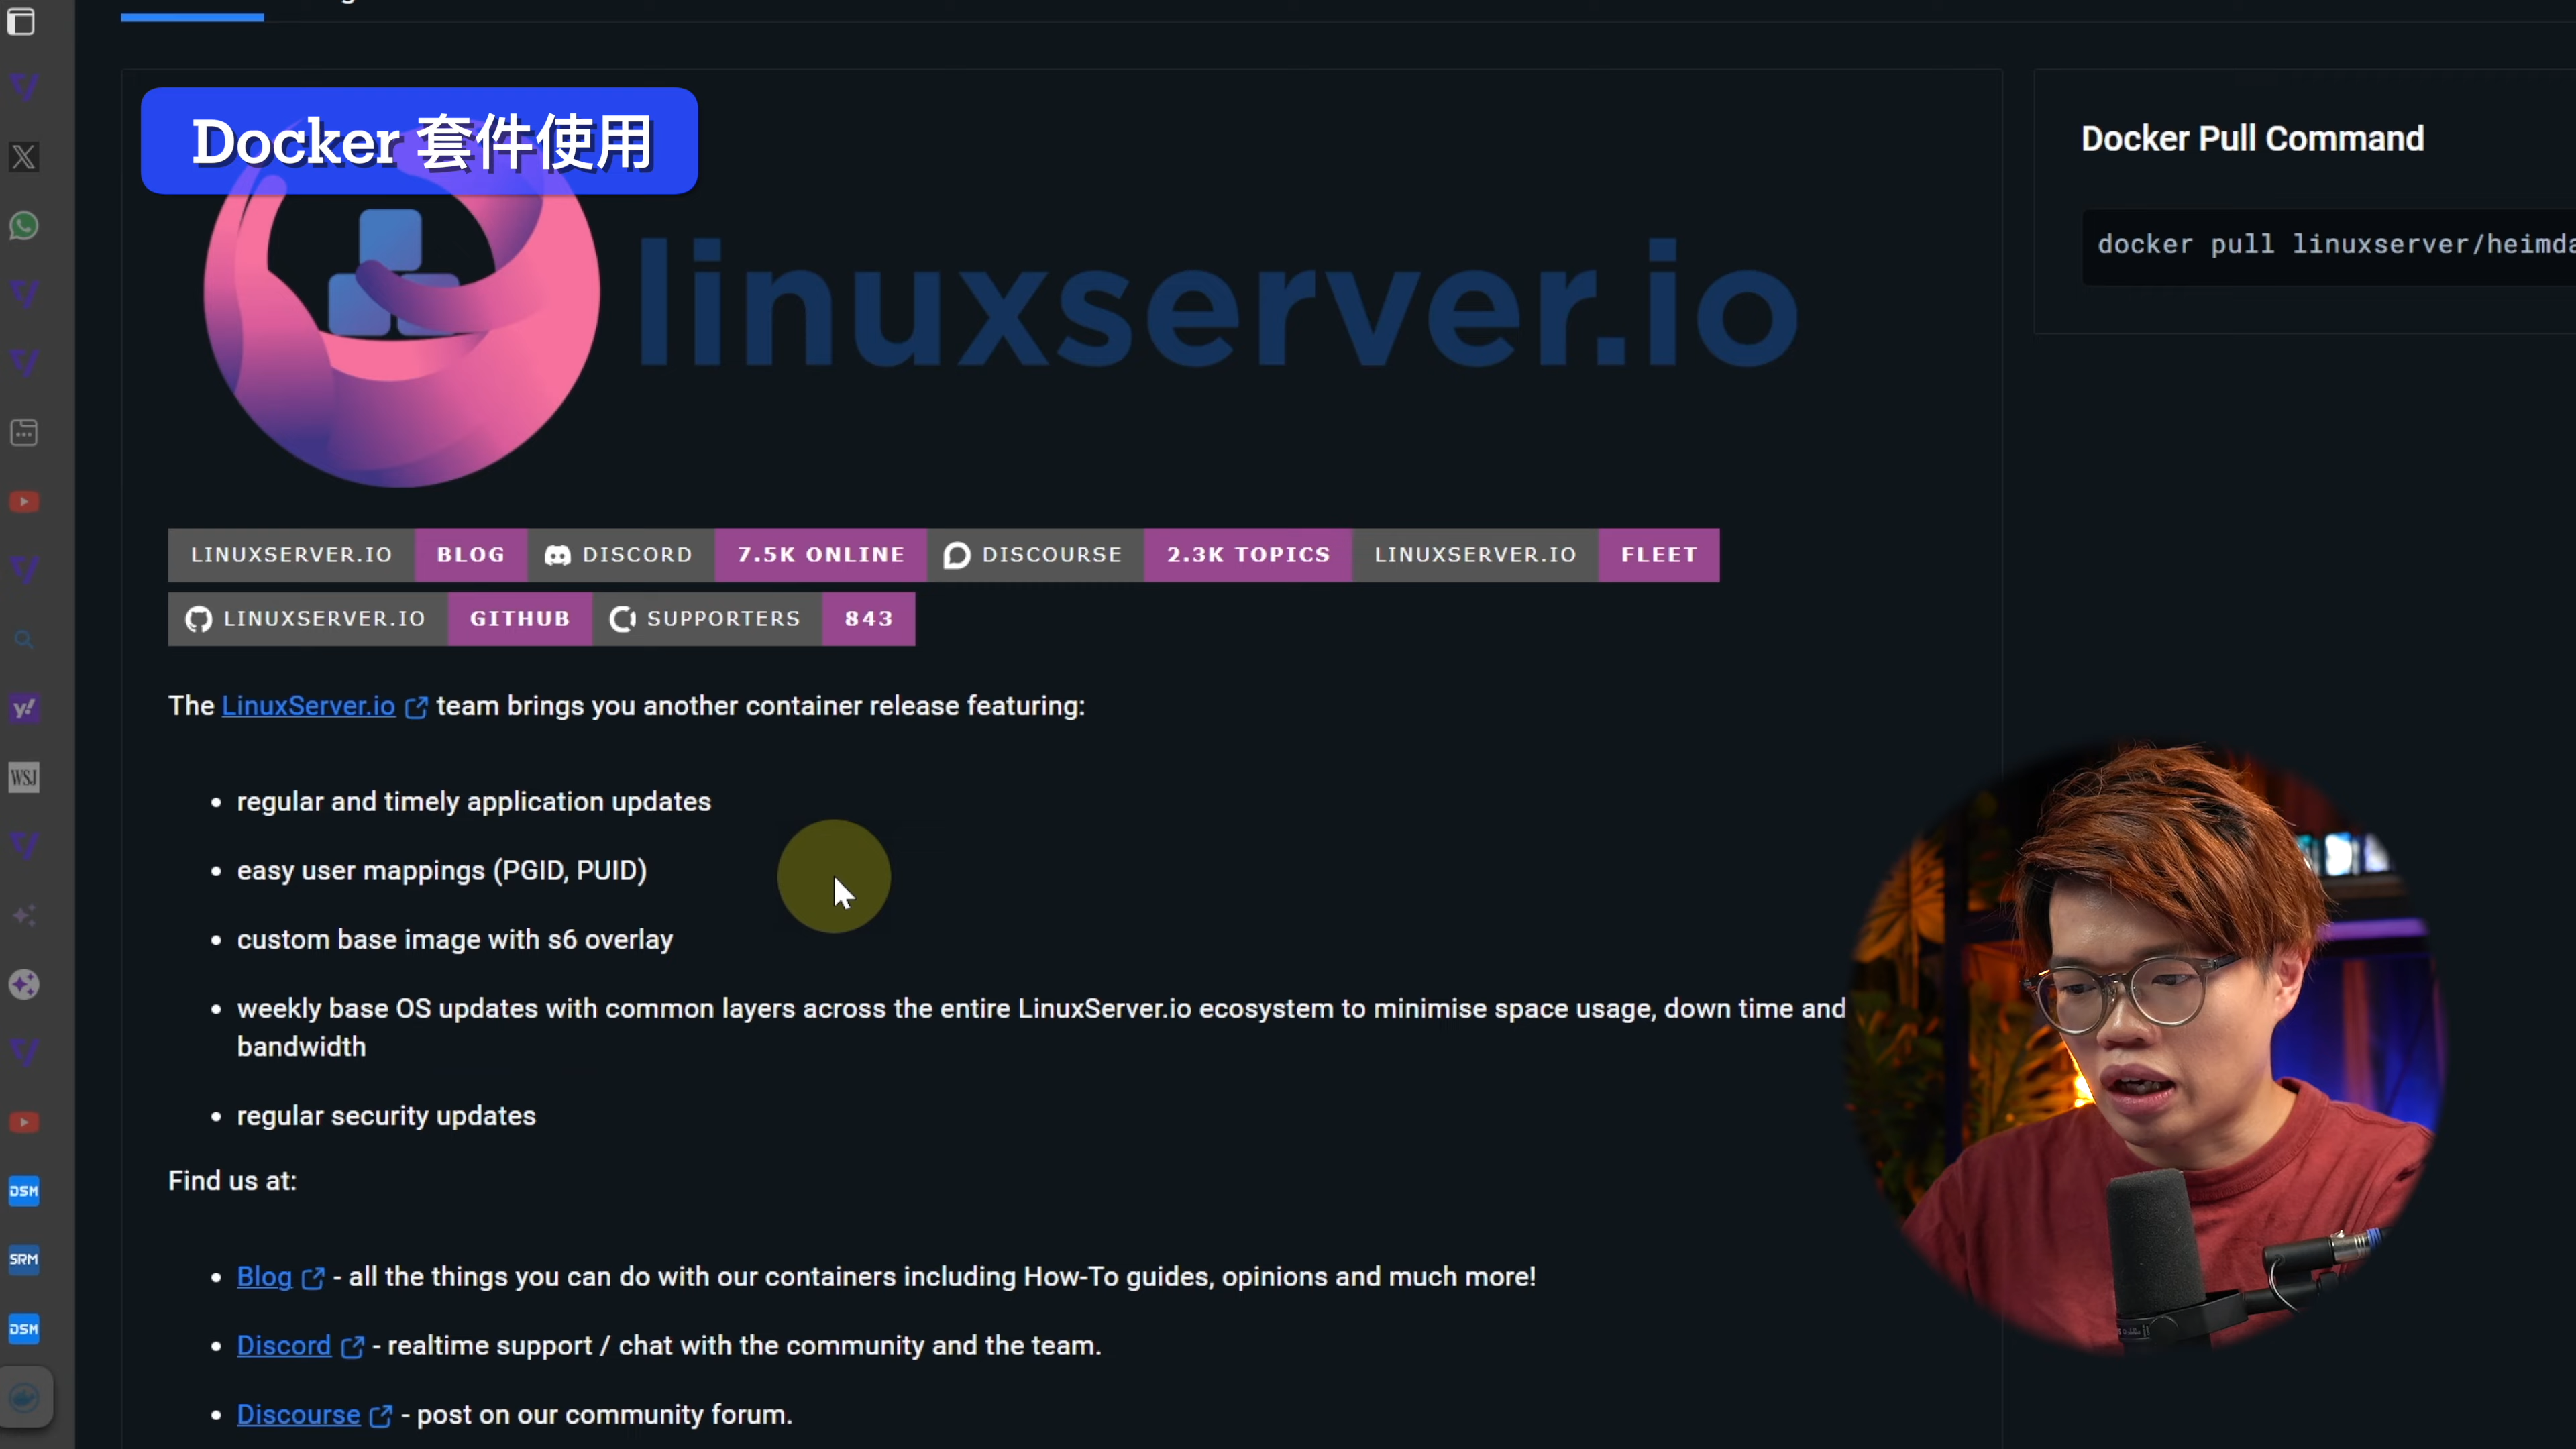 Docker 套件使用
linuxserver.io
Docker Pull Command
docker pull linuxserver/heimda
LINUXSERVER.IO BLOG DISCORD 7.5K ONLINE DISCOURSE 2.3K TOPICS LINUXSERVER.IO FLEET
LINUXSERVER.IO GITHUB SUPPORTERS 843
The LinuxServer.io team brings you another container release featuring:
• regular and timely application updates
• easy user mappings (PGID, PUID)
• custom base image with s6 overlay
• weekly base OS updates with common layers across the entire LinuxServer.io ecosystem to minimise space usage, down time and
bandwidth
• regular security updates
Find us at:
• Blog - all the things you can do with our containers including How-To guides, opinions and much more!
• Discord - realtime support / chat with the community and the team.
• Discourse - post on our community forum.
y!
WSJ
DSM
SRM
DSM